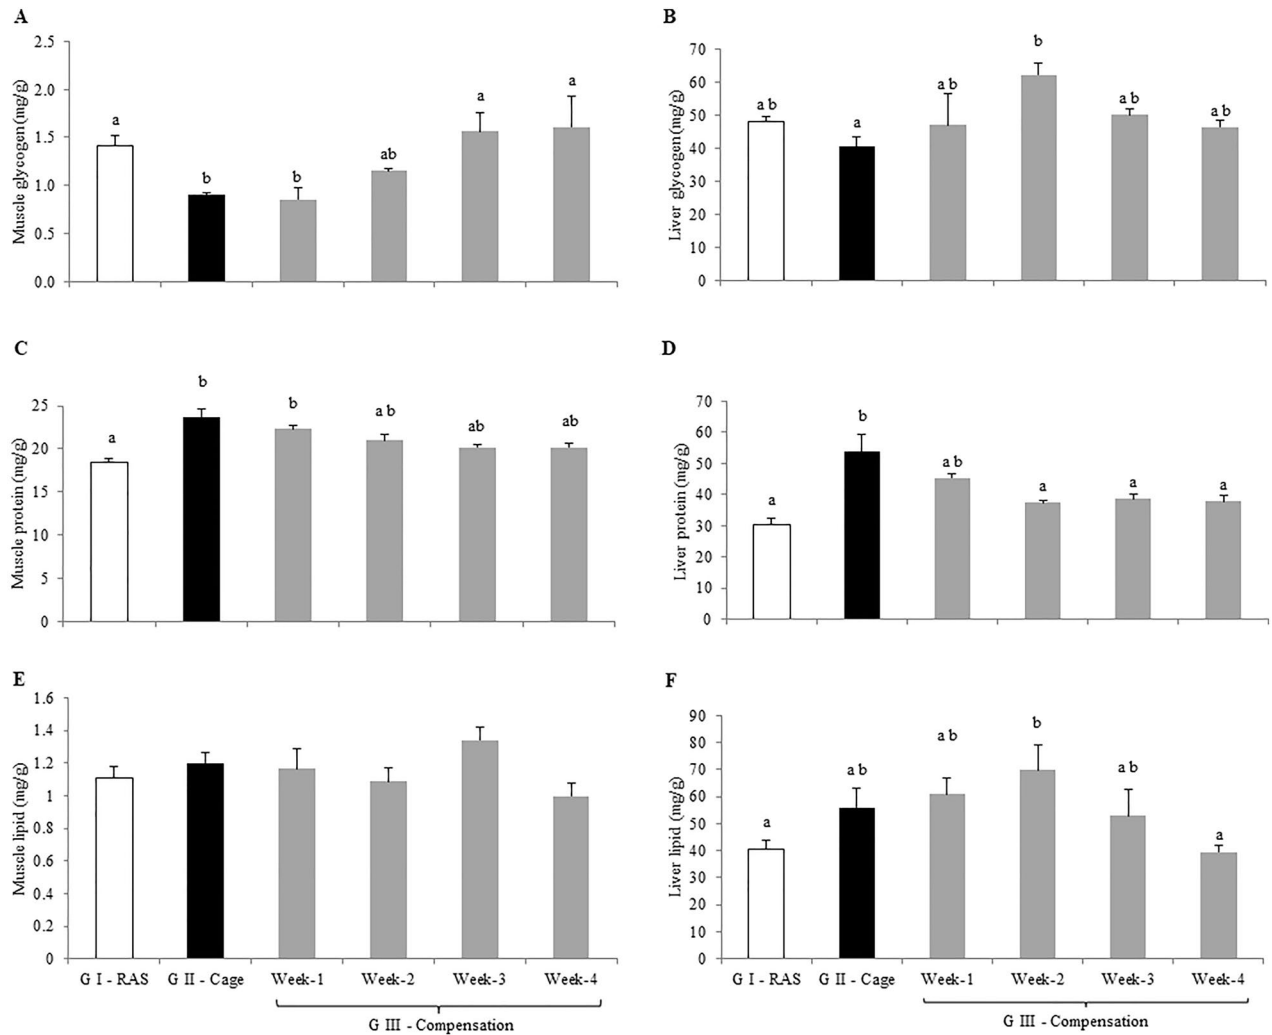 A
Muscle glycogen (mg/g)
2.5
2.0
1.5
1.0
0.5
0.0
a
b
b
ab
a
a
B
Liver glycogen (mg/g)
70
60
50
40
30
20
10
0
a b
a
a b
b
a b
a b
C
Muscle protein (mg/g)
25
20
15
10
5
0
a
b
b
a b
ab
ab
D
Liver protein (mg/g)
70
60
50
40
30
20
10
0
a
b
a b
a
a
a
E
Muscle lipid (mg/g)
1.6
1.4
1.2
1
0.8
0.6
0.4
0.2
0
G I - RAS G II - Cage Week-1 Week-2 Week-3 Week-4
G III - Compensation
F
Liver lipid (mg/g)
90
80
70
60
50
40
30
20
10
0
a
a b
a b
b
a b
a
G I - RAS G II - Cage Week-1 Week-2 Week-3 Week-4
G III - Compensation